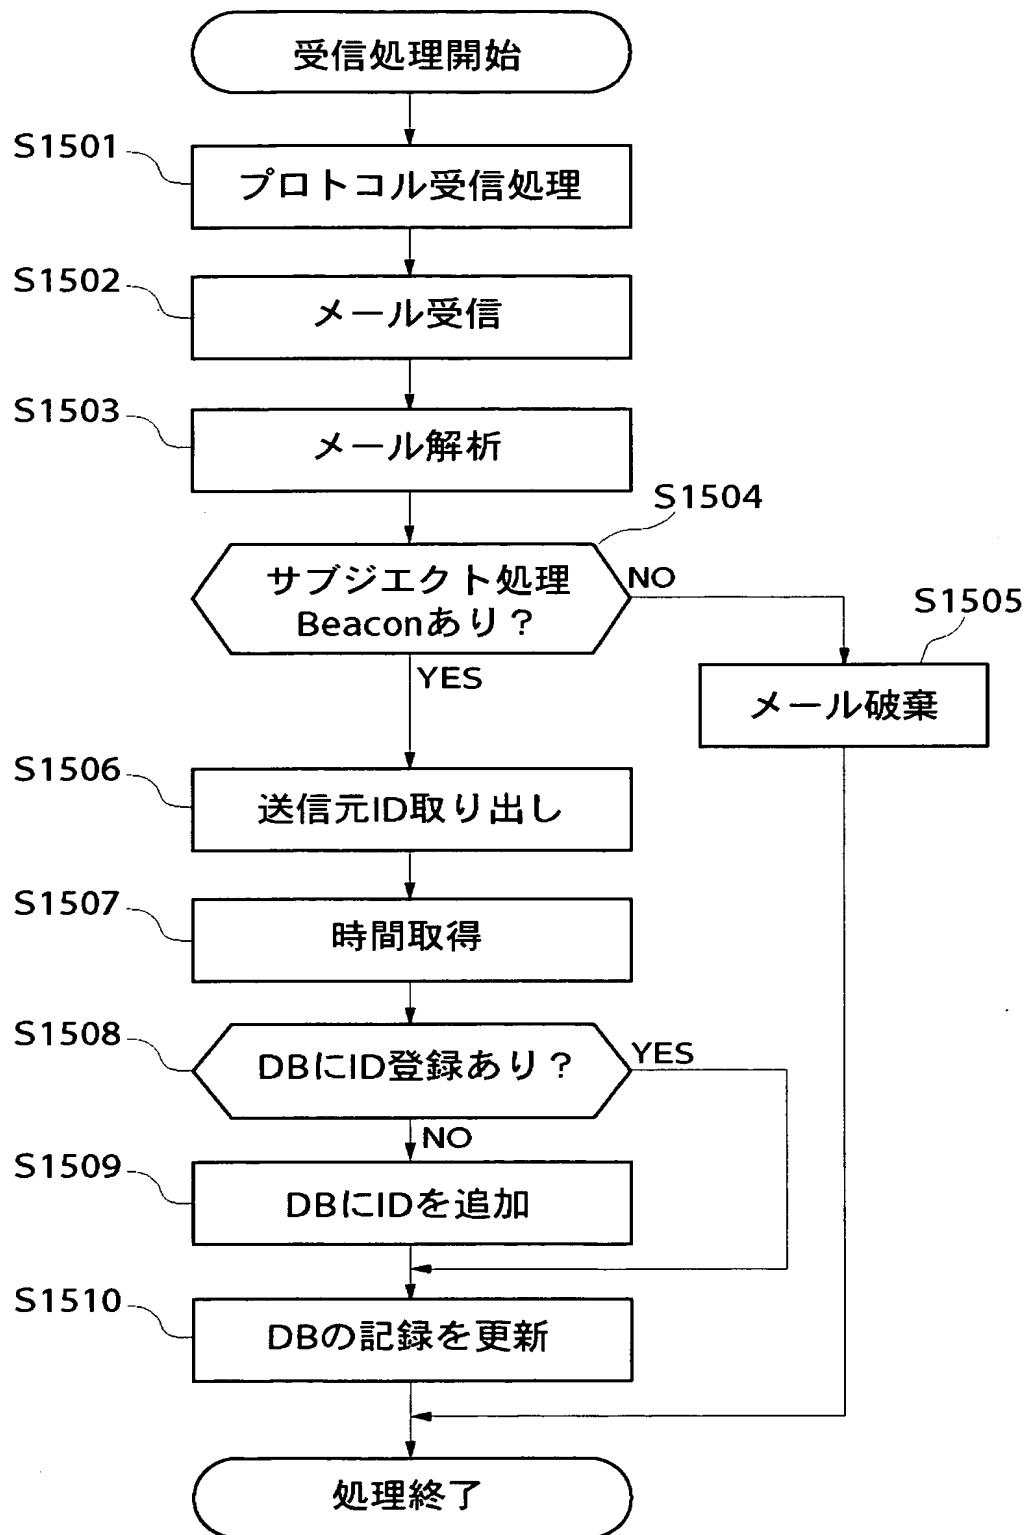 受信処理開始
S1501
プロトコル受信処理
S1502
メール受信
S1503
メール解析
S1504
サブジエクト処理
Beaconあり？
NO
YES
S1505
メール破棄
S1506
送信元ID取り出し
S1507
時間取得
S1508
DBにID登録あり？
YES
NO
S1509
DBにIDを追加
S1510
DBの記録を更新
処理終了